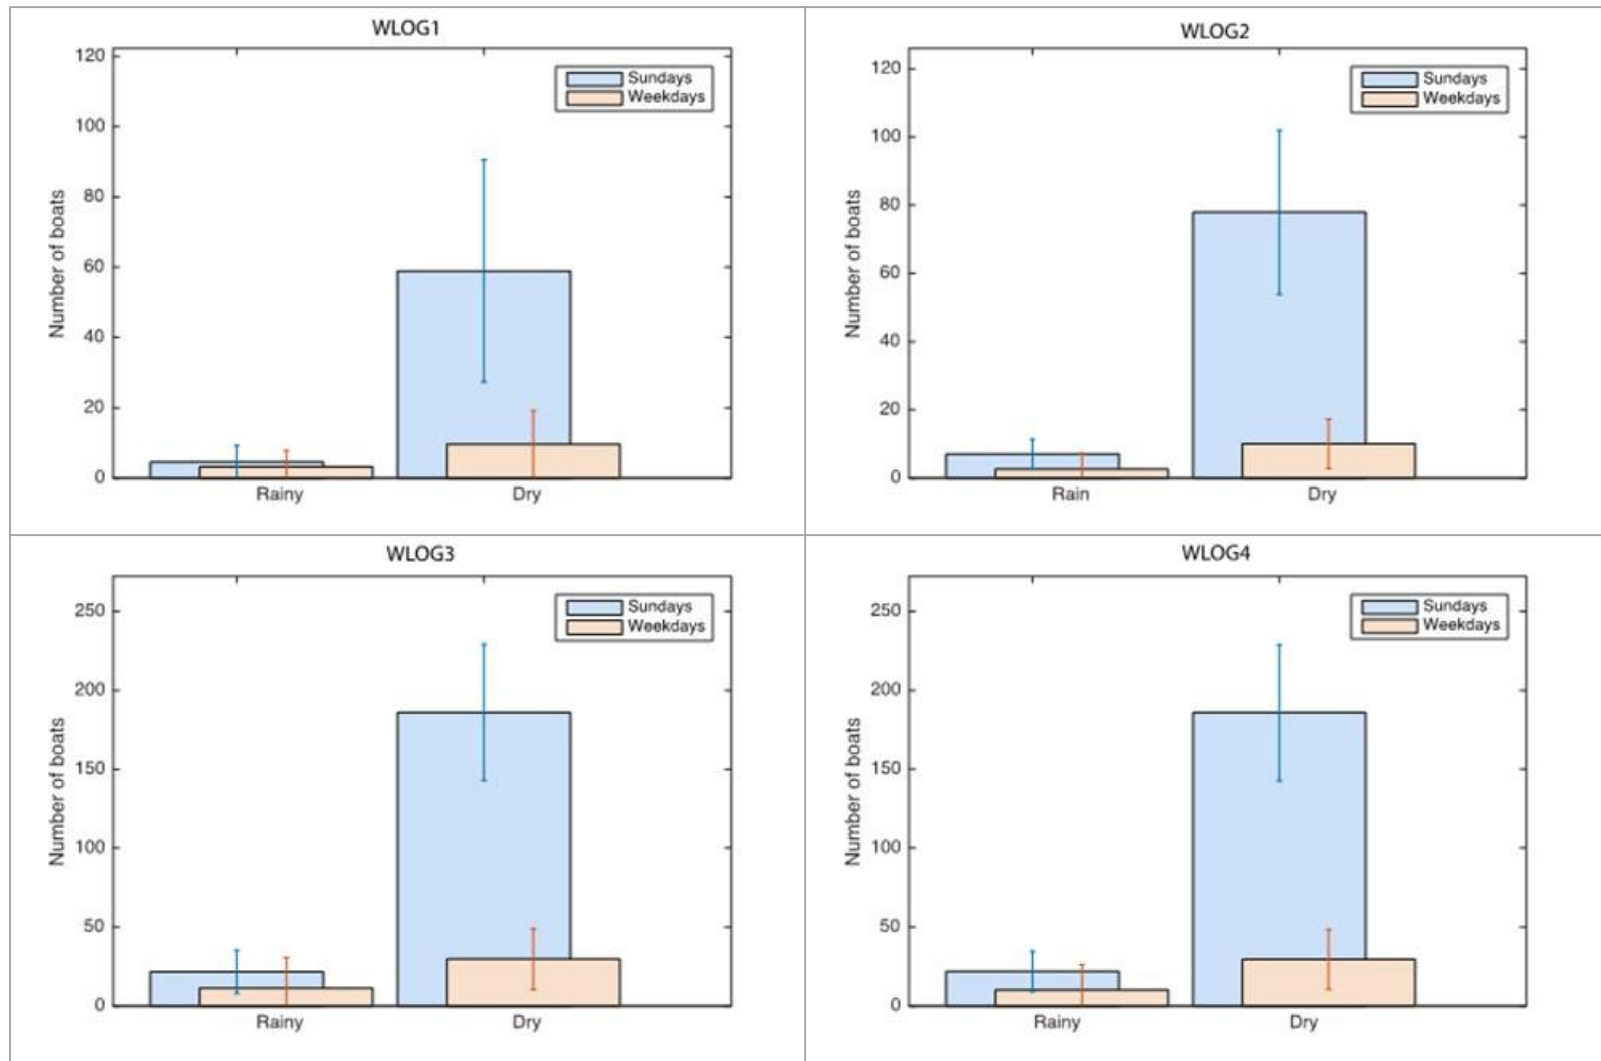 WLOG1
120
100
80
60
40
20
0
Number of boats
Sundays
Weekdays
Rainy
Dry
WLOG2
120
100
80
60
40
20
0
Number of boats
Sundays
Weekdays
Rain
Dry
WLOG3
250
200
150
100
50
0
Number of boats
Sundays
Weekdays
Rainy
Dry
WLOG4
250
200
150
100
50
0
Number of boats
Sundays
Weekdays
Rainy
Dry